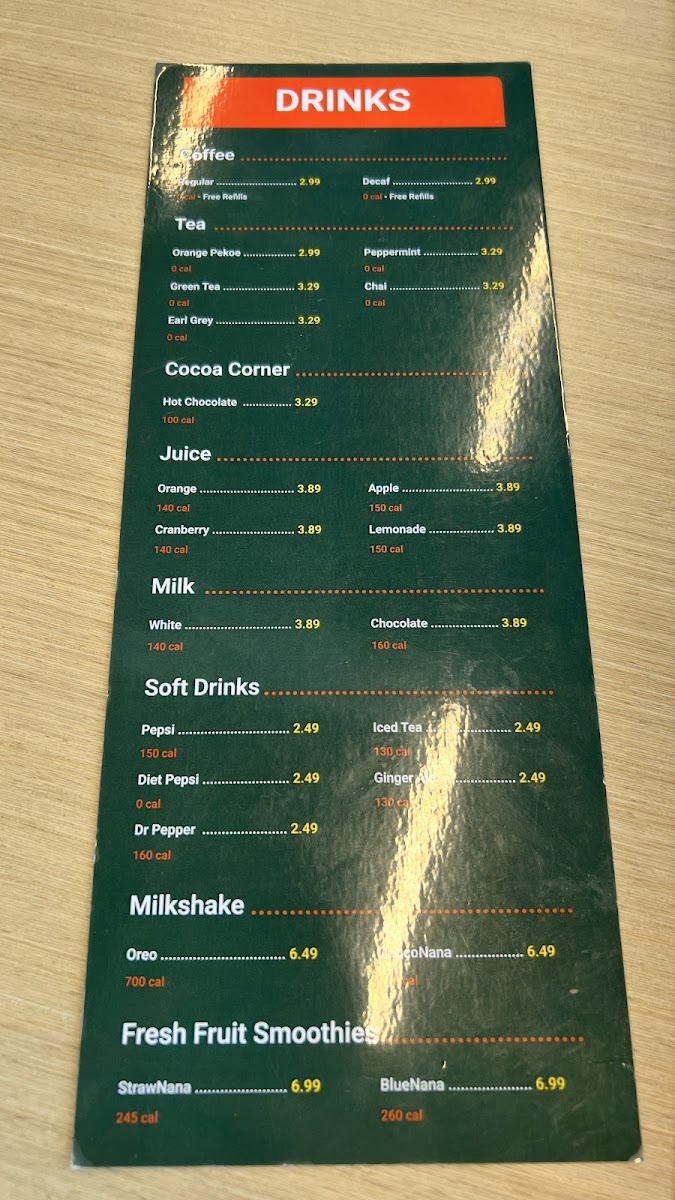 DRINKS
Coffee
Regular 2.99 Decaf 2.99
cal - Free Refills 0 cal - Free Refills
Tea
Orange Pekoe 2.99 Peppermint 3.29
0 cal 0 cal
Green Tea 3.29 Chai 3.29
0 cal 0 cal
Earl Grey 3.29
0 cal
Cocoa Corner
Hot Chocolate 3.29
100 cal
Juice
Orange 3.89 Apple 3.89
140 cal 150 cal
Cranberry 3.89 Lemonade 3.89
140 cal 150 cal
Milk
White 3.89 Chocolate 3.89
140 cal 160 cal
Soft Drinks
Pepsi 2.49 Iced Tea 2.49
150 cal 130 cal
Diet Pepsi 2.49 Ginger Ale 2.49
0 cal 130 cal
Dr Pepper 2.49
160 cal
Milkshake
Oreo 6.49 ChocoNana 6.49
700 cal cal
Fresh Fruit Smoothies
StrawNana 6.99 BlueNana 6.99
245 cal 260 cal